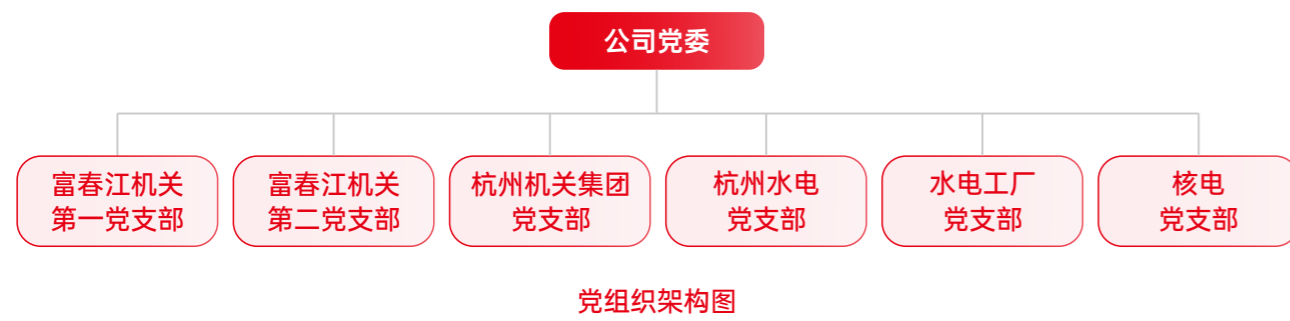 公司党委
富春江机关
第一党支部
富春江机关
第二党支部
杭州机关集团
党支部
杭州水电
党支部
水电工厂
党支部
核电
党支部
党组织架构图